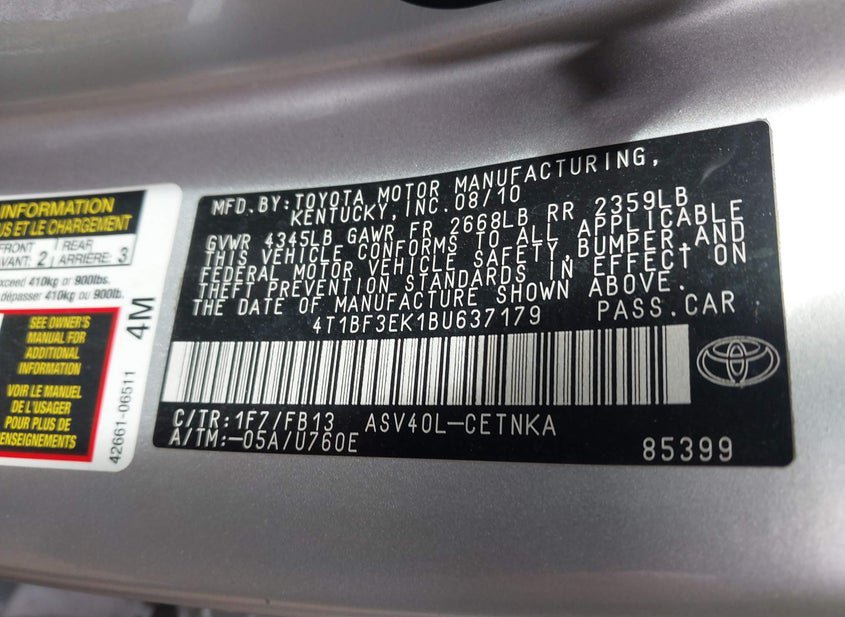 INFORMATION
US ET LE CHARGEMENT
FRONT
AVANT: 2
REAR
ARRIÈRE: 3
exceed 410kg or 900lbs.
dépasser 410kg ou 900lb.
SEE OWNER'S
MANUAL FOR
ADDITIONAL
INFORMATION
VOIR LE MANUEL
DE L'USAGER
POUR PLUS DE
RENSEIGNEMENTS
4M
42661-06511
MFD.BY:TOYOTA MOTOR MANUFACTURING,
KENTUCKY,INC.08/10
GVWR 4345LB GAWR FR 2668LB RR 2359LB
THIS VEHICLE CONFORMS TO ALL APPLICABLE
FEDERAL MOTOR VEHICLE SAFETY,BUMPER,AND
THEFT PREVENTION STANDARDS IN EFFECT ON
THE DATE OF MANUFACTURE SHOWN ABOVE.
4T1BF3EK1BU637179 PASS.CAR
C/TR:1F7/FB13 ASV40L-CETNKA
A/TM:-05A/U760E
85399